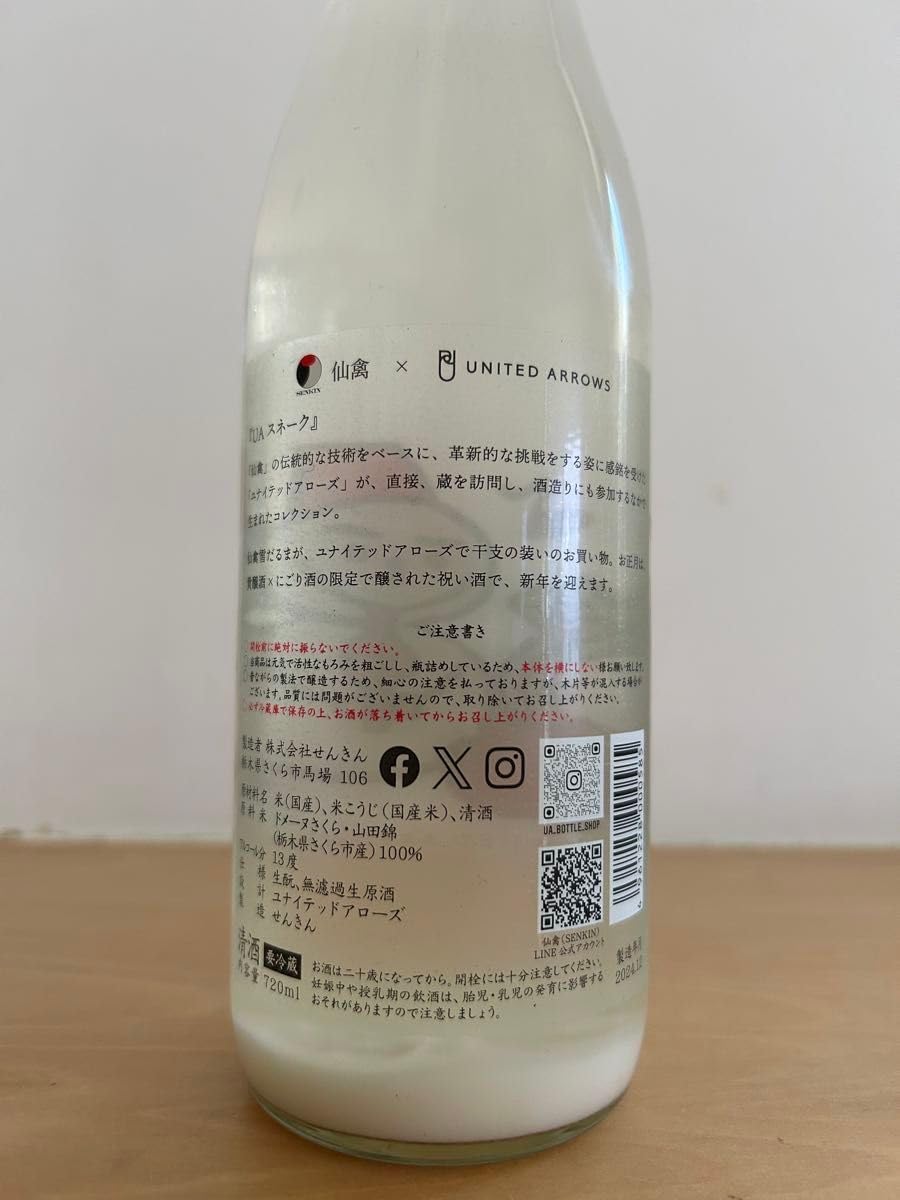 SENKIN
仙禽 × UNITED ARROWS
『UA スネーク』
「仙禽」の伝統的な技術をベースに、革新的な挑戦をする姿に感銘を受けた
「ユナイテッドアローズ」が、直接、蔵を訪問し、酒造りにも参加するなかで
生まれたコレクション。
仙禽雪だるまが、ユナイテッドアローズで干支の装いのお買い物。お正月は、
貴醸酒×にごり酒の限定で醸された祝い酒で、新年を迎えます。
ご注意書き
開栓前に絶対に振らないでください。
当商品は元気で活性なもろみを粗ごしし、瓶詰めしているため、本体を横にしない様お願い致します。
昔ながらの製法で醸造するため、細心の注意を払っておりますが、木片等が混入する場合が
ございます。品質には問題がございませんので、取り除いてお召し上がりください。
必ず冷蔵庫で保存の上、お酒が落ち着いてからお召し上がりください。
製造者 株式会社せんきん
栃木県さくら市馬場 106
原材料名 米(国産)、米こうじ(国産米)、清酒
原料米 ドメーヌさくら・山田錦
(栃木県さくら市産)100%
アルコール分 13度
仕様 生酛、無濾過生原酒
設計 ユナイテッドアローズ
製造 せんきん
清酒 要冷蔵
内容量 720ml
お酒は二十歳になってから。開栓には十分注意してください。
妊娠中や授乳期の飲酒は、胎児・乳児の発育に影響する
おそれがありますので注意しましょう。
UA.BOTTLE_SHOP
仙禽(SENKIN)
LINE 公式アカウント
製造年月
2024.12